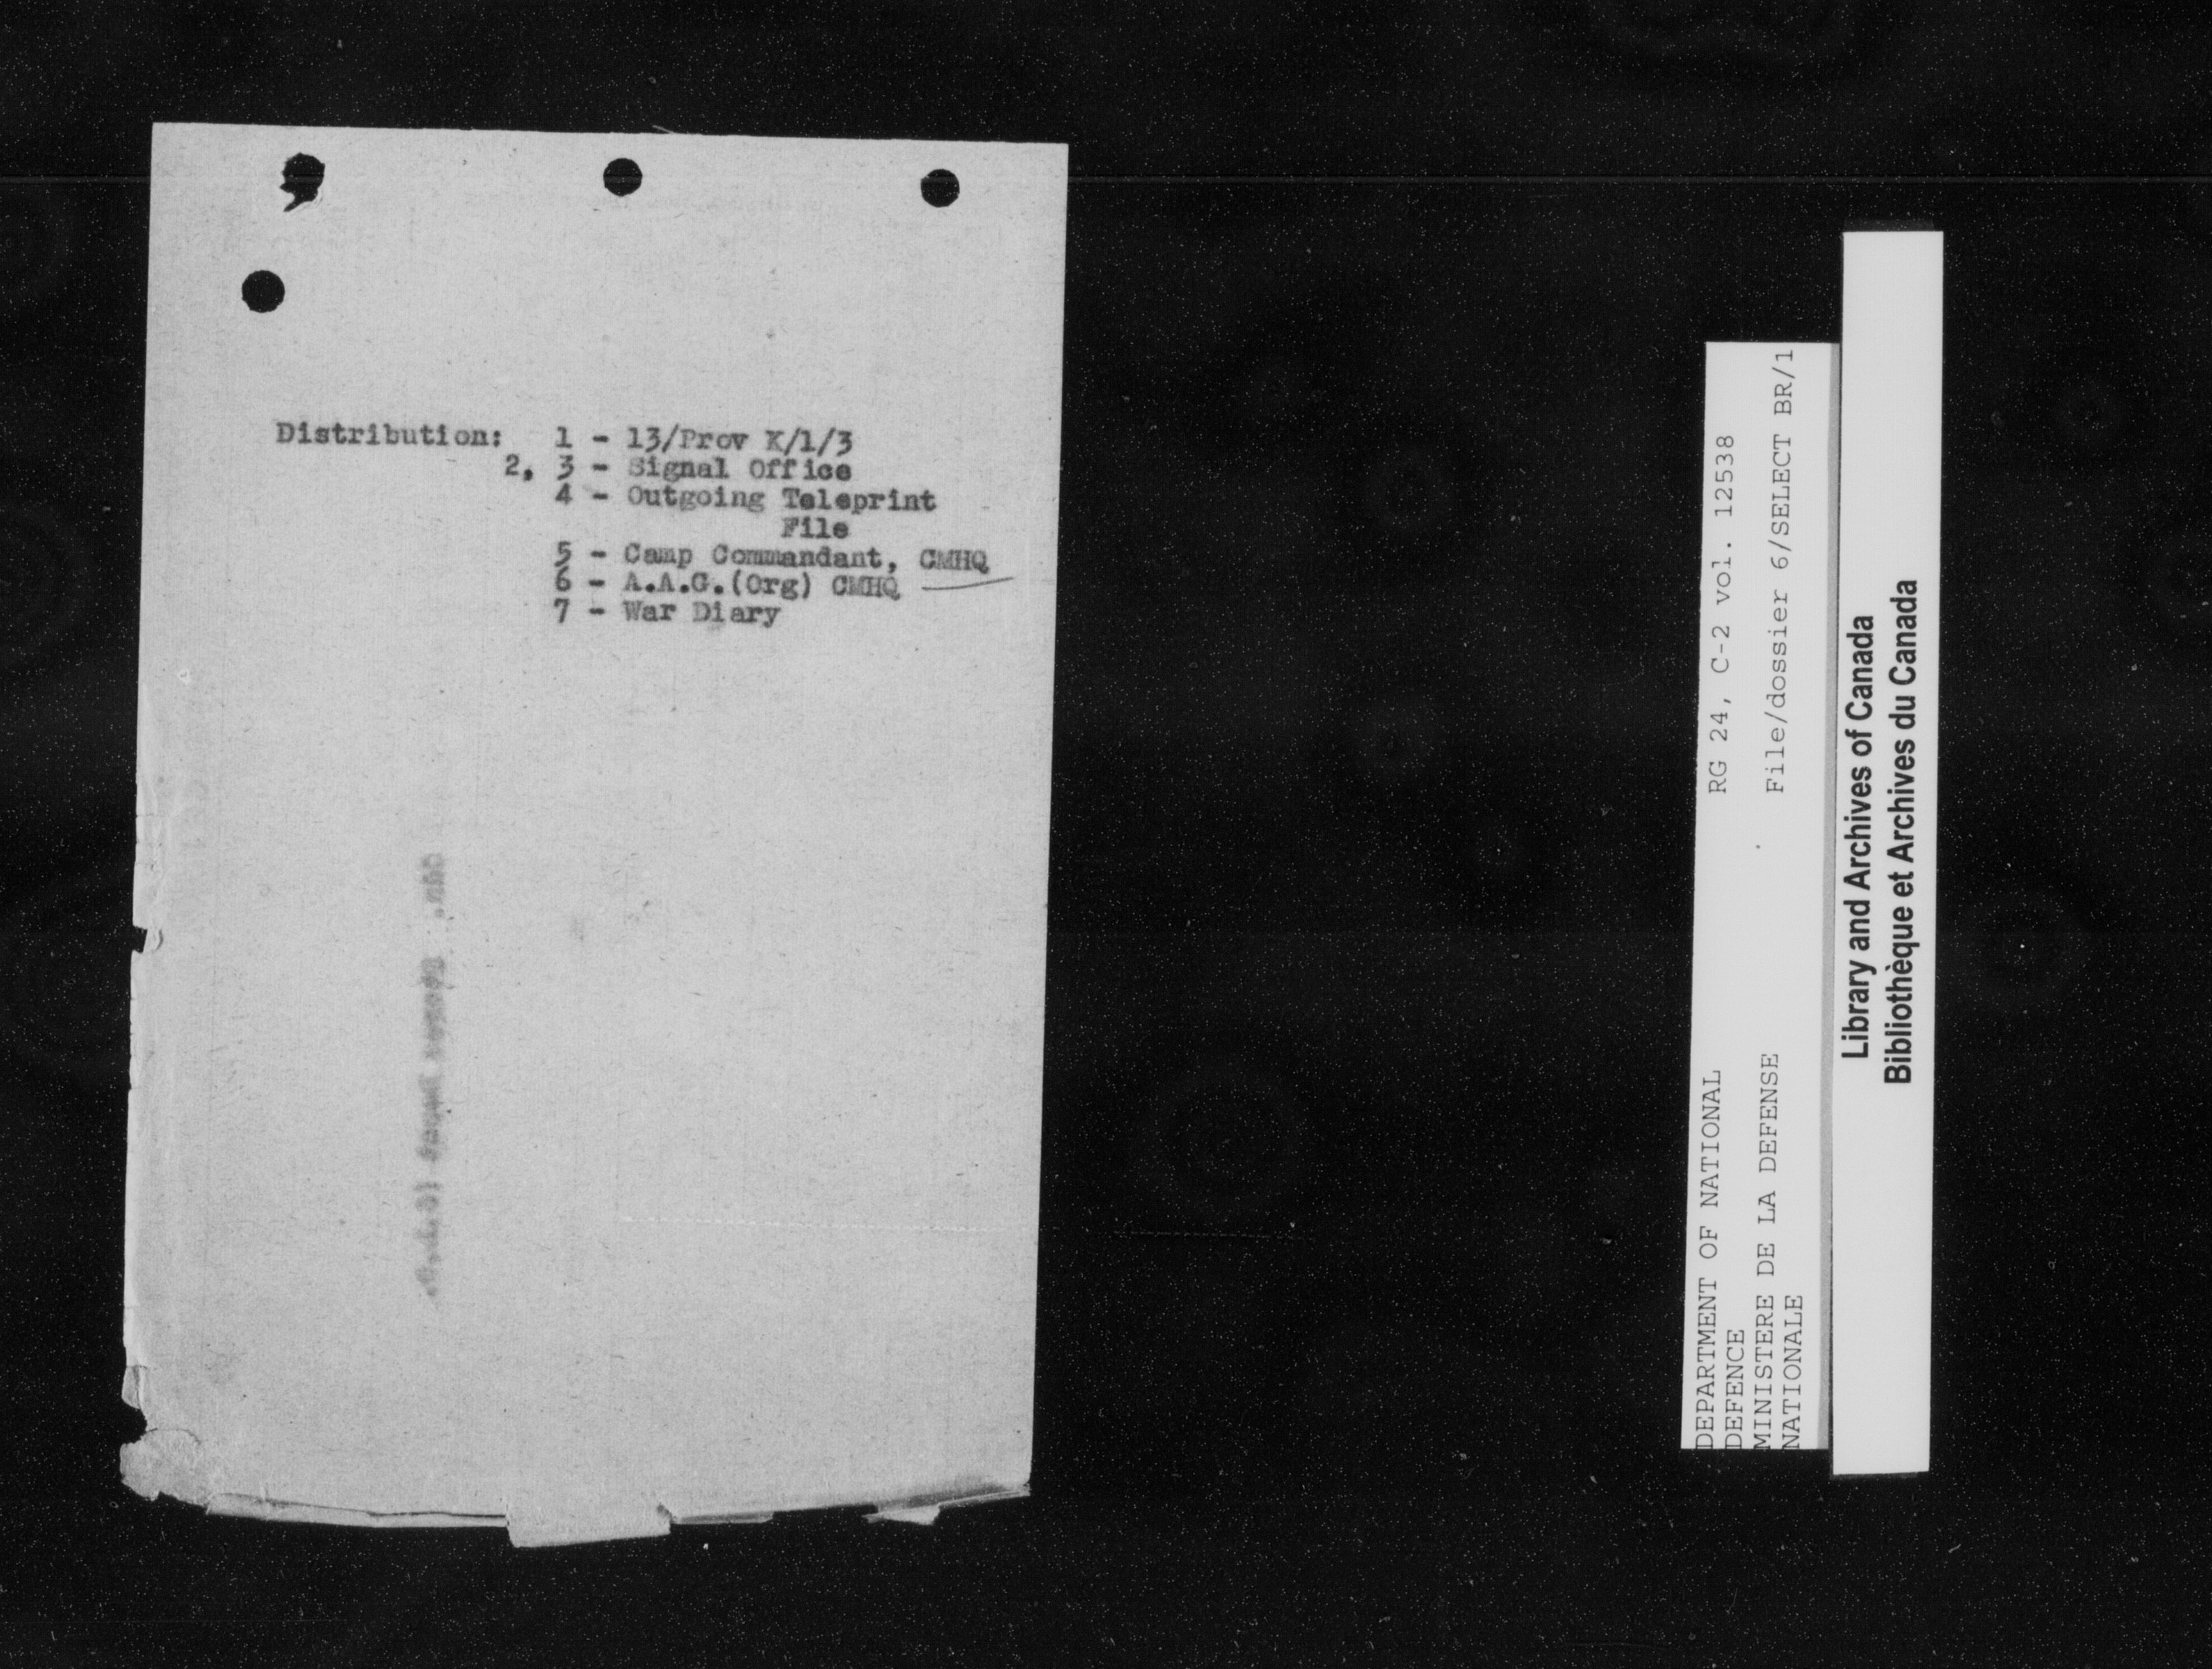 Distribution: 1 - 13/Prov K/1/3
2, 3 - Signal Office
4 - Outgoing Teleprint
File
5 - Camp Commandant, CMHQ
6 - A.A.G.(Org) CMHQ
7 - War Diary
DEPARTMENT OF NATIONAL
DEFENCE
MINISTERE DE LA DEFENSE
NATIONALE
RG 24, C-2 vol. 12538
File/dossier 6/SELECT BR/1
Library and Archives of Canada
Bibliothèque et Archives du Canada